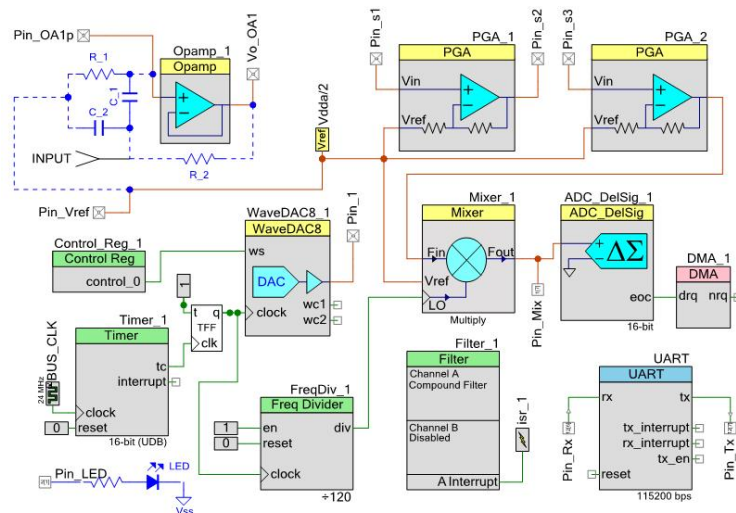 Pin_OA1p
R_1
C_1
C_2
INPUT
R_2
Pin_Vref
Opamp_1
Opamp
Vo_OA1
Vref
Vdda/2
Pin_s1
PGA_1
PGA
Vin
Vref
Pin_s2
Pin_s3
PGA_2
PGA
Vin
Vref
Control_Reg_1
Control Reg
control_0
WaveDAC8_1
WaveDAC8
ws
DAC
wc1
wc2
clock
Pin_1
Mixer_1
Mixer
Fin
Fout
Vref
LO
Multiply
Pin_Mix
ADC_DelSig_1
ADC_DelSig
ΔΣ
eoc
16-bit
DMA_1
DMA
drq
nrq
1
t
q
TFF
clk
BUS_CLK
24 MHz
Timer_1
Timer
tc
interrupt
clock
reset
0
16-bit (UDB)
FreqDiv_1
Freq Divider
1
en
div
0
reset
clock
÷120
Filter_1
Filter
Channel A
Compound Filter
Channel B
Disabled
A Interrupt
isr_1
UART
UART
rx
tx
tx_interrupt
rx_interrupt
tx_en
reset
115200 bps
Pin_Rx
Pin_Tx
Pin_LED
LED
Vss